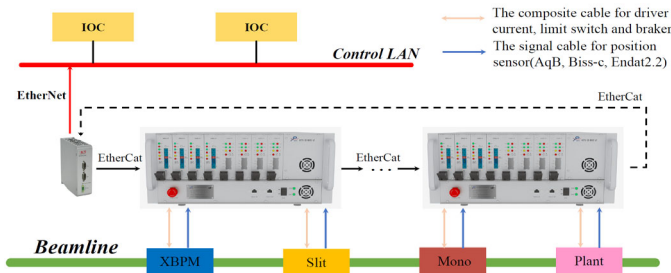 IOC
IOC
Control LAN
The composite cable for driver
current, limit switch and braker
The signal cable for position
sensor(AqB, Biss-c, Endat2.2)
EtherNet
EtherCat
EtherCat
EtherCat
...
EtherCat
Beamline
XBPM
Slit
Mono
Plant